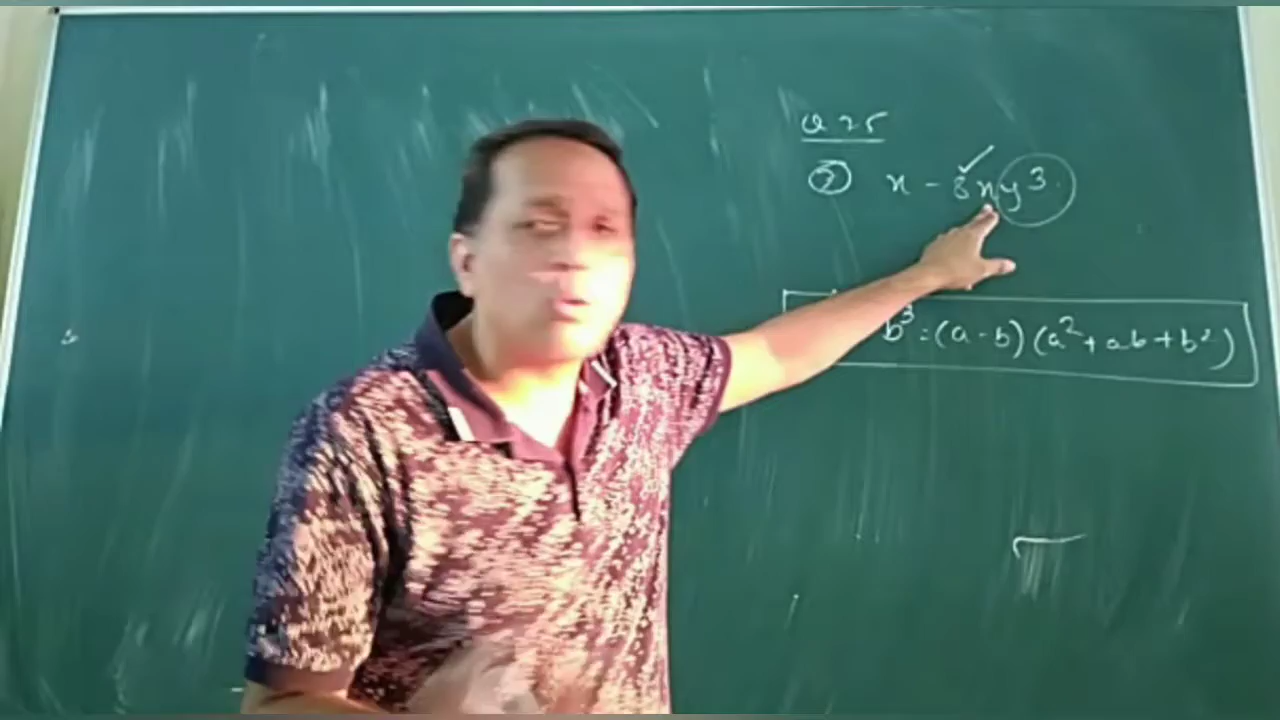 Q 25
② x - 8xy³
b³ = (a - b) (a² + ab + b²)